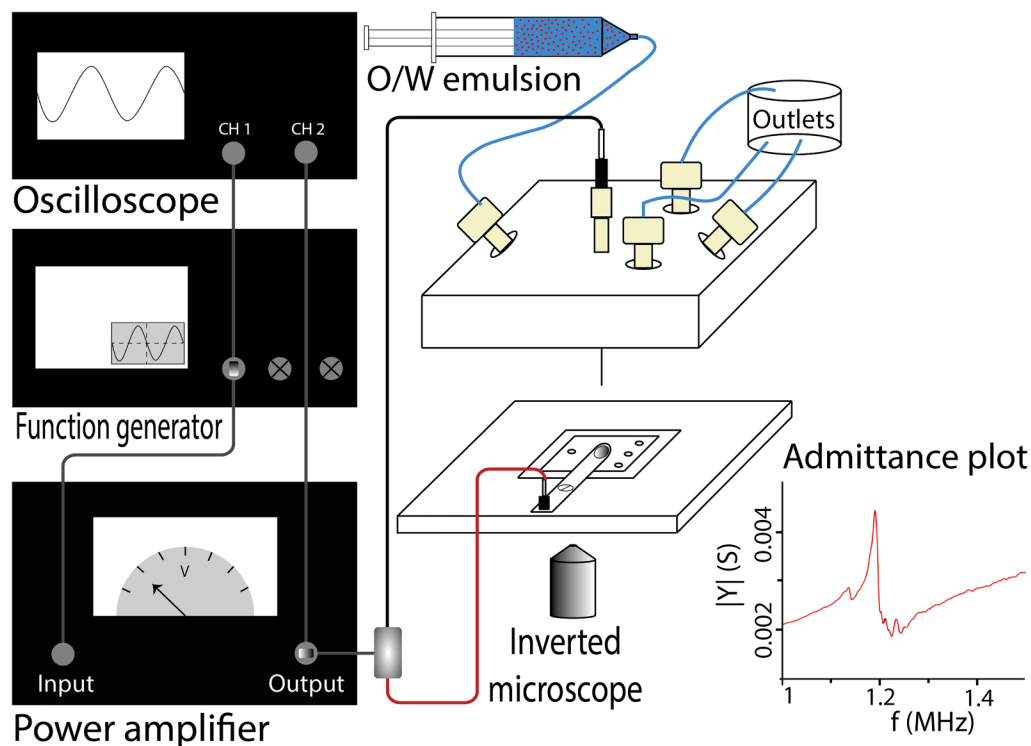 CH 1
CH 2
Oscilloscope
Function generator
V
Input
Output
Power amplifier
O/W emulsion
Outlets
Inverted
microscope
Admittance plot
|Y| (S)
0.004
0.002
1
1.2
1.4
f (MHz)